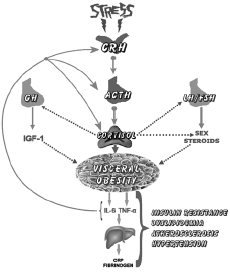 STRESS
CRH
GH
ACTH
LH/FSH
IGF-1
CORTISOL
SEX
STEROIDS
VISCERAL
OBESITY
IL-6 TNF-α
INSULIN RESISTANCE
DYSLIPIDEMIA
ATHEROSCLEROSIS
HYPERTENSION
CRP
FIBRINOGEN